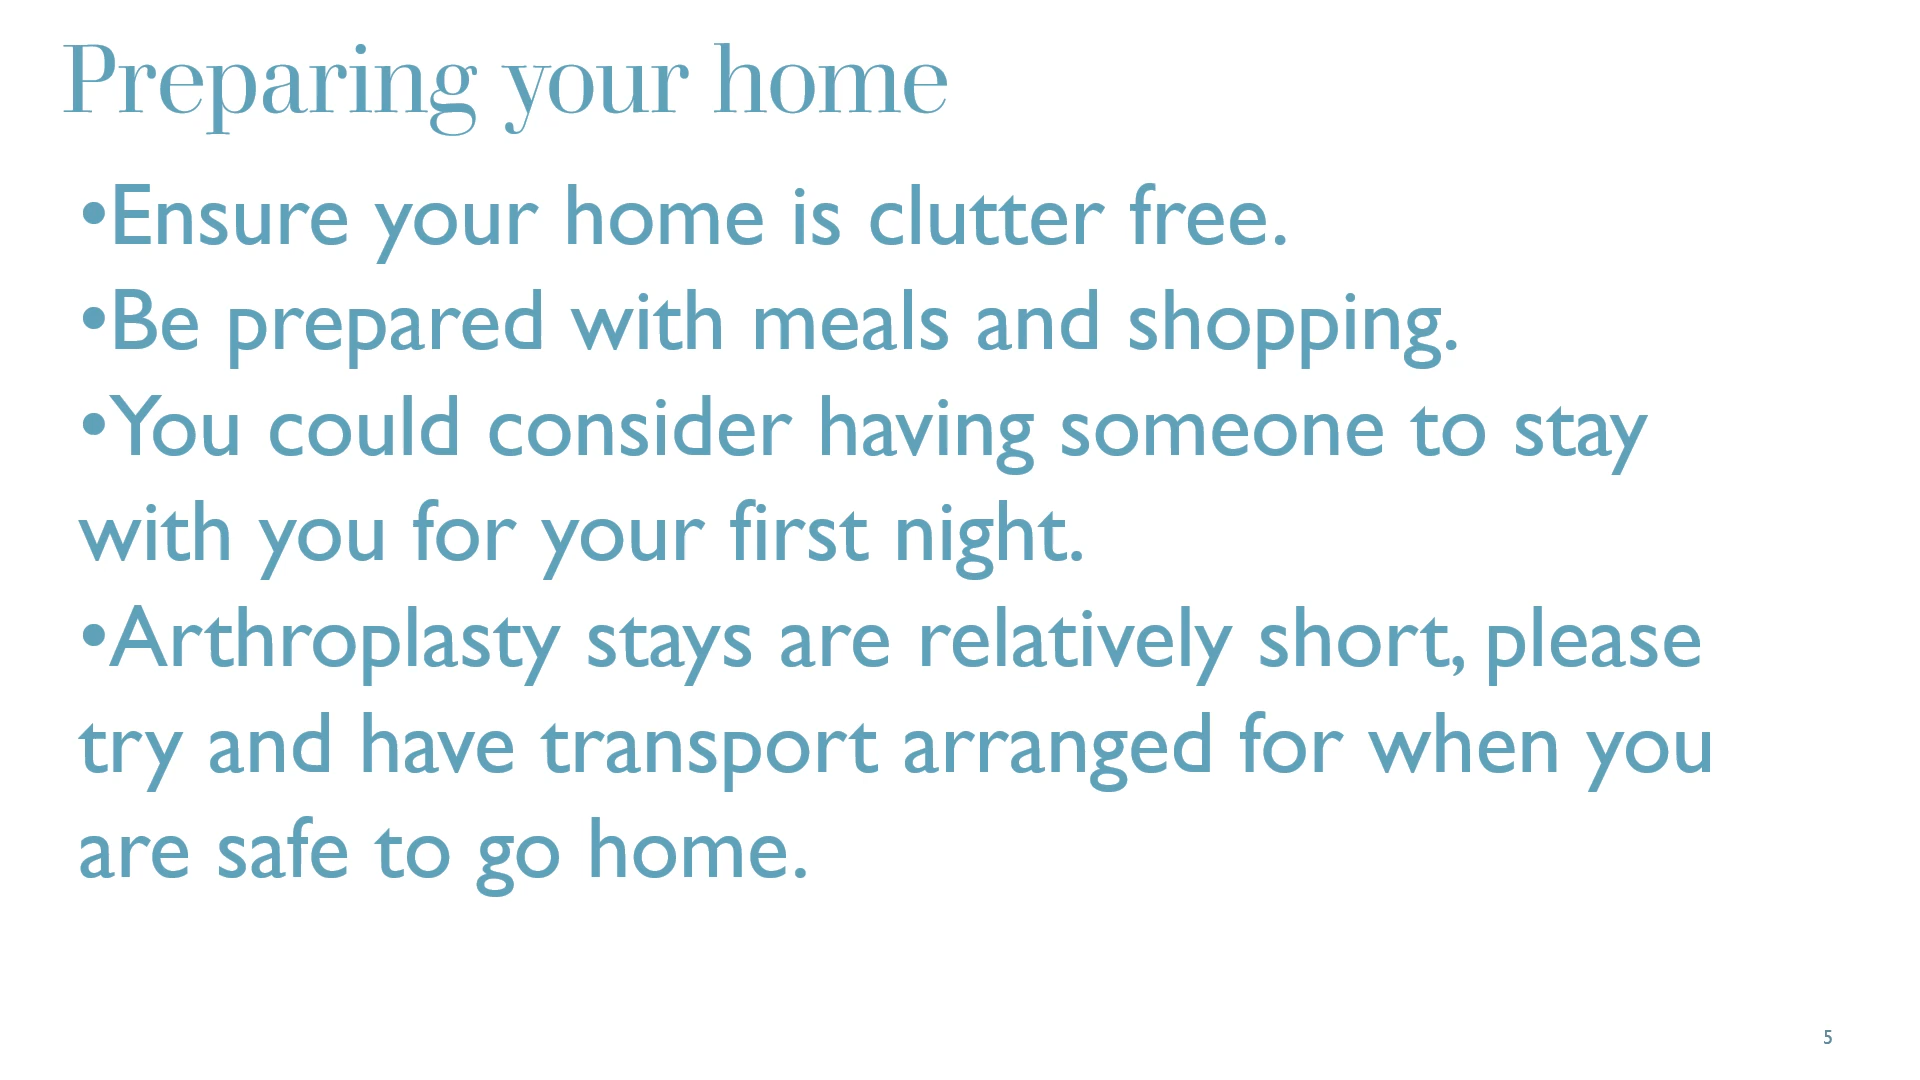 Preparing your home
•Ensure your home is clutter free.
•Be prepared with meals and shopping.
•You could consider having someone to stay
with you for your first night.
•Arthroplasty stays are relatively short, please
try and have transport arranged for when you
are safe to go home.
5